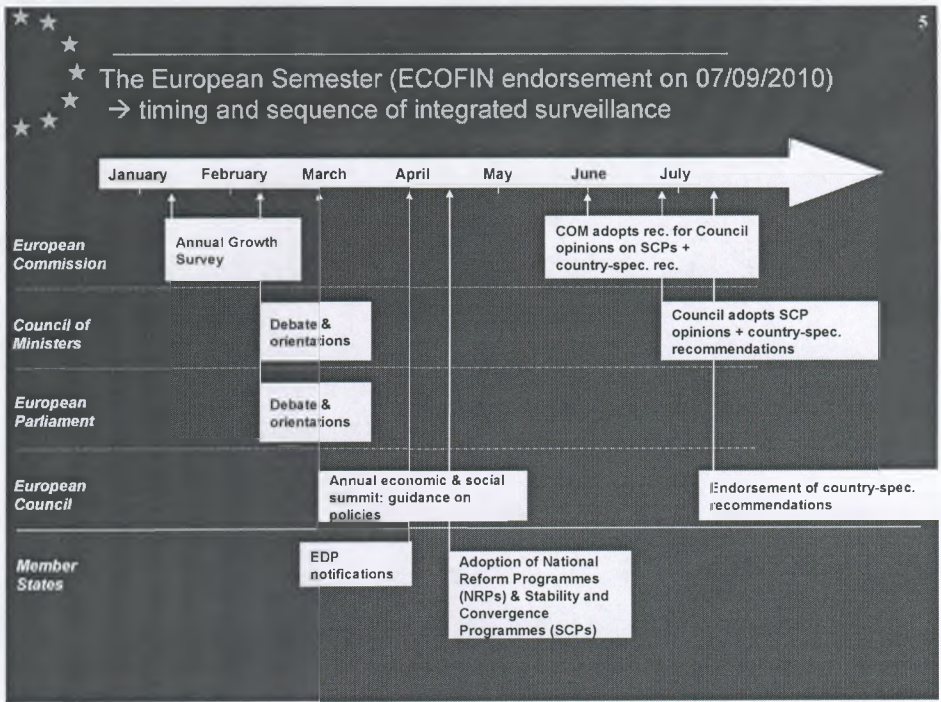 5
The European Semester (ECOFIN endorsement on 07/09/2010)
→ timing and sequence of integrated surveillance
January February March April May June July
European
Commission
Annual Growth
Survey
COM adopts rec. for Council
opinions on SCPs +
country-spec. rec.
Council of
Ministers
Debate &
orientations
Council adopts SCP
opinions + country-spec.
recommendations
European
Parliament
Debate &
orientations
European
Council
Annual economic & social
summit: guidance on
policies
Endorsement of country-spec.
recommendations
Member
States
EDP
notifications
Adoption of National
Reform Programmes
(NRPs) & Stability and
Convergence
Programmes (SCPs)